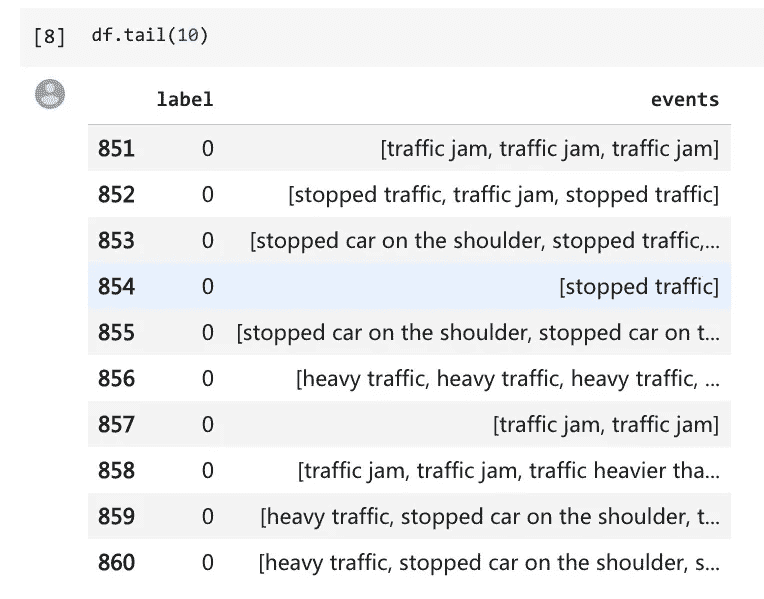 [8] df.tail(10)
label events
851 0 [traffic jam, traffic jam, traffic jam]
852 0 [stopped traffic, traffic jam, stopped traffic]
853 0 [stopped car on the shoulder, stopped traffic,...
854 0 [stopped traffic]
855 0 [stopped car on the shoulder, stopped car on t...
856 0 [heavy traffic, heavy traffic, heavy traffic, ...
857 0 [traffic jam, traffic jam]
858 0 [traffic jam, traffic jam, traffic heavier tha...
859 0 [heavy traffic, stopped car on the shoulder, t...
860 0 [heavy traffic, stopped car on the shoulder, s...